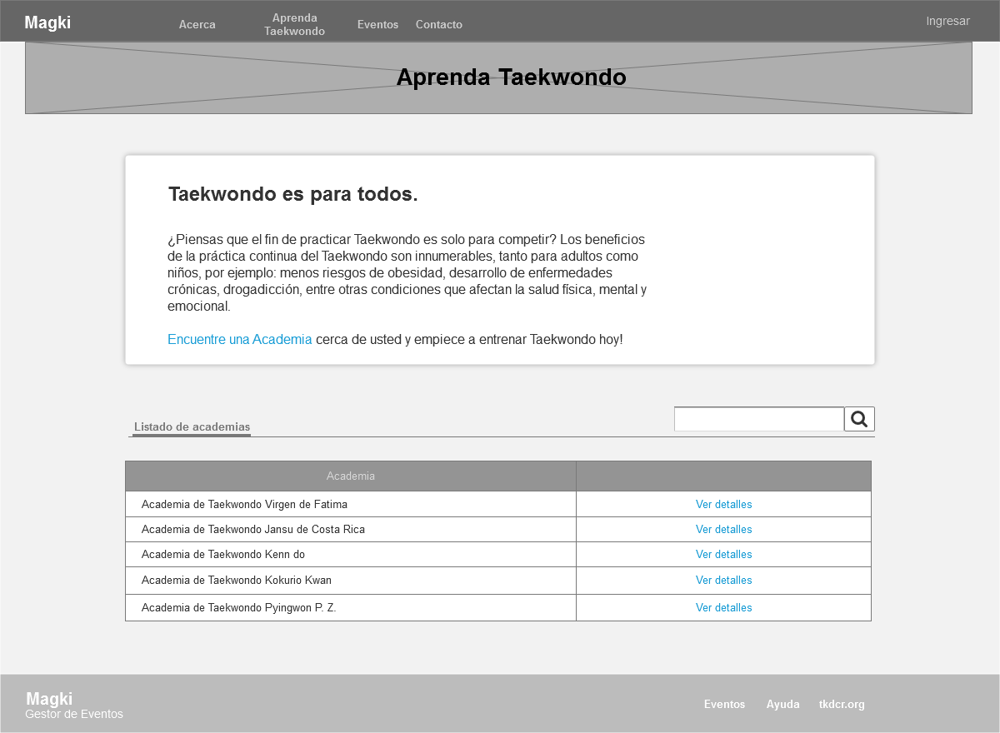 Magki
Acerca
Aprenda
Taekwondo
Eventos
Contacto
Ingresar
Aprenda Taekwondo
Taekwondo es para todos.
¿Piensas que el fin de practicar Taekwondo es solo para competir? Los beneficios
de la práctica continua del Taekwondo son innumerables, tanto para adultos como
niños, por ejemplo: menos riesgos de obesidad, desarrollo de enfermedades
crónicas, drogadicción, entre otras condiciones que afectan la salud física, mental y
emocional.
Encuentre una Academia cerca de usted y empiece a entrenar Taekwondo hoy!
Listado de academias
Academia
Academia de Taekwondo Virgen de Fatima Ver detalles
Academia de Taekwondo Jansu de Costa Rica Ver detalles
Academia de Taekwondo Kenn do Ver detalles
Academia de Taekwondo Kokurio Kwan Ver detalles
Academia de Taekwondo Pyingwon P. Z. Ver detalles
Magki
Gestor de Eventos
Eventos
Ayuda
tkdcr.org